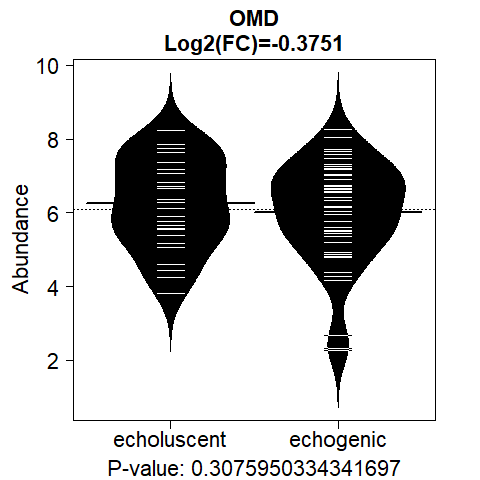 OMD
Log2(FC)=-0.3751
10
8
6
4
2
Abundance
echoluscent echogenic
P-value: 0.3075950334341697